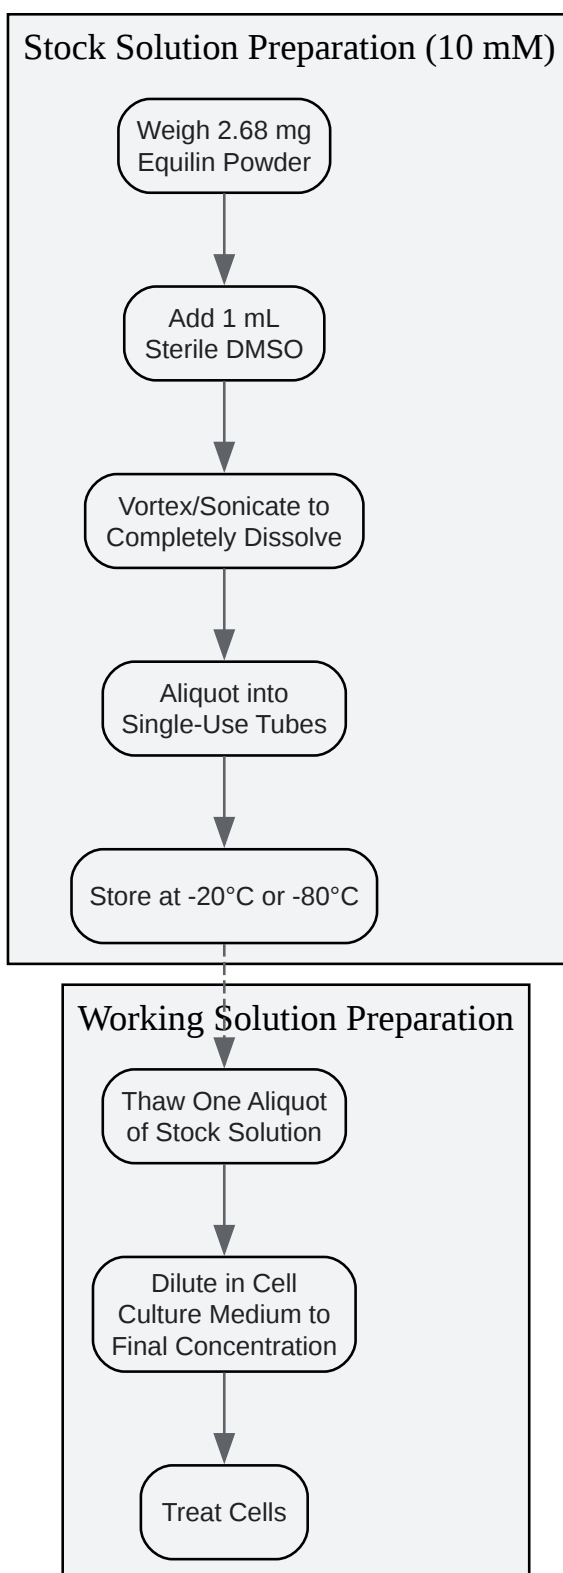 Stock Solution Preparation (10 mM)
Weigh 2.68 mg
Equilin Powder
Add 1 mL
Sterile DMSO
Vortex/Sonicate to
Completely Dissolve
Aliquot into
Single-Use Tubes
Store at -20°C or -80°C
Working Solution Preparation
Thaw One Aliquot
of Stock Solution
Dilute in Cell
Culture Medium to
Final Concentration
Treat Cells